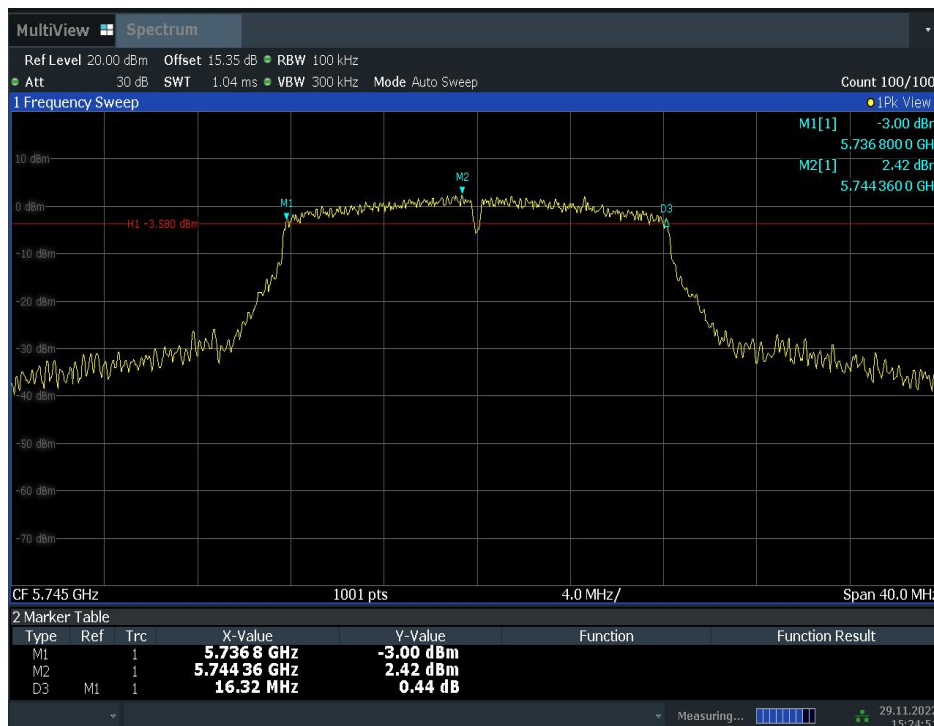 MultiView Spectrum
Ref Level 20.00 dBm Offset 15.35 dB RBW 100 kHz
Att 30 dB SWT 1.04 ms VBW 300 kHz Mode Auto Sweep Count 100/100
1 Frequency Sweep 1Pk View
M1[1] -3.00 dBr
5.736 800 0 GH
M2[1] 2.42 dBr
5.744 360 0 GH
10 dBm
M2
0 dBm
M1 D3
H1 -3.580 dBm
-10 dBm
-20 dBm
-30 dBm
-40 dBm
-50 dBm
-60 dBm
-70 dBm
CF 5.745 GHz 1001 pts 4.0 MHz/ Span 40.0 MHz
2 Marker Table
Type Ref Trc X-Value Y-Value Function Function Result
M1 1 5.736 8 GHz -3.00 dBm
M2 1 5.744 36 GHz 2.42 dBm
D3 M1 1 16.32 MHz 0.44 dB
Measuring... 29.11.2022